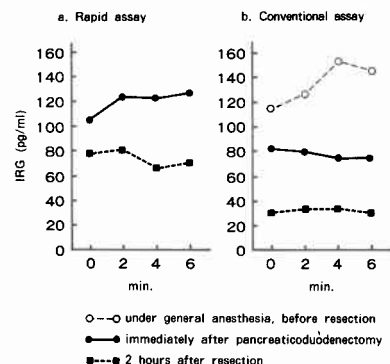 a. Rapid assay
b. Conventional assay
160
140
120
100
80
60
40
20
0
IRG (pg/ml)
0 2 4 6
min.
160
140
120
100
80
60
40
20
0
0 2 4 6
min.
under general anesthesia, before resection
immediately after pancreaticoduodenectomy
2 hours after resection